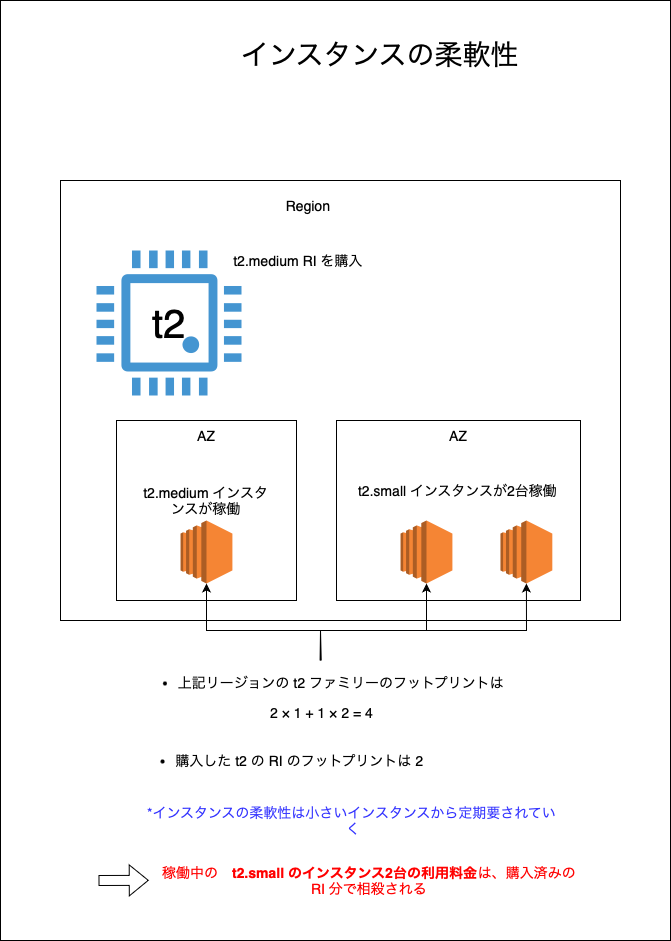 インスタンスの柔軟性
Region
t2.medium RI を購入
t2
AZ
t2.medium インスタ
ンスが稼働
AZ
t2.small インスタンスが2台稼働
• 上記リージョンの t2 ファミリーのフットプリントは
2 × 1 + 1 × 2 = 4
• 購入した t2 の RI のフットプリントは 2
*インスタンスの柔軟性は小さいインスタンスから定期要されてい
く
稼働中の　t2.small のインスタンス2台の利用料金は、購入済みの
RI 分で相殺される